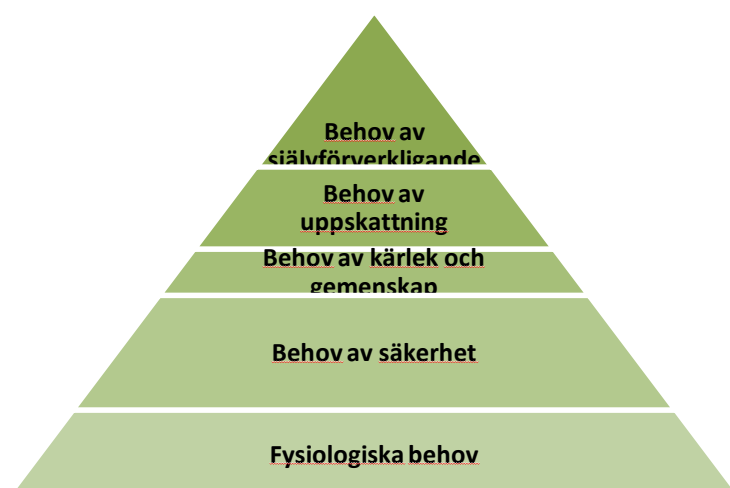 Behov av
självförverkligande
Behov av
uppskattning
Behov av kärlek och
gemenskap
Behov av säkerhet
Fysiologiska behov